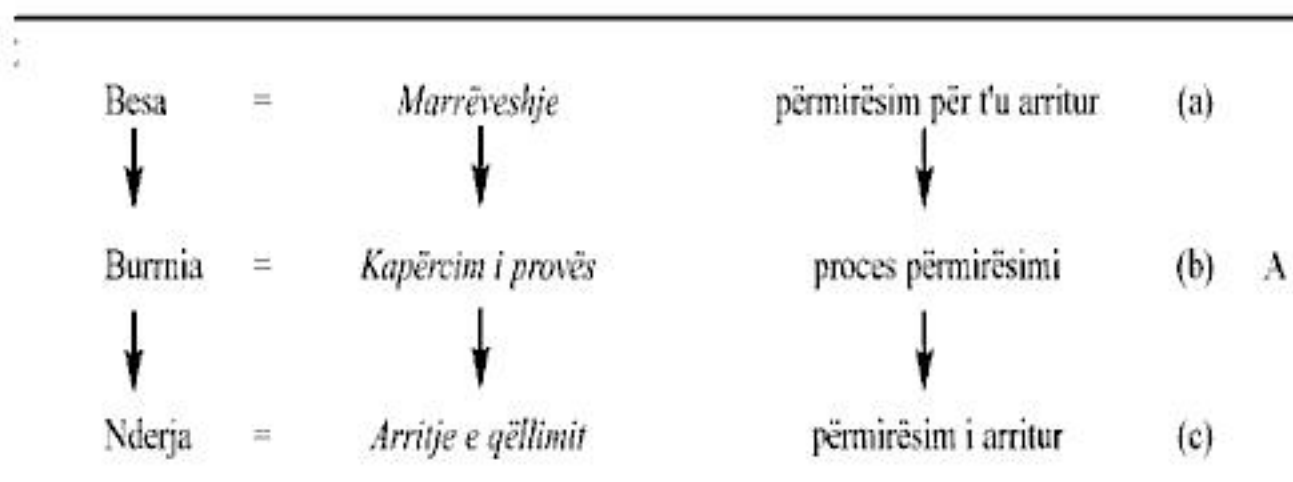 Besa = Marrëveshje përmirësim për t'u arritur (a)
Burrnia = Kapërcim i provës proces përmirësimi (b) A
Nderja = Arritje e qëllimit përmirësim i arritur (c)